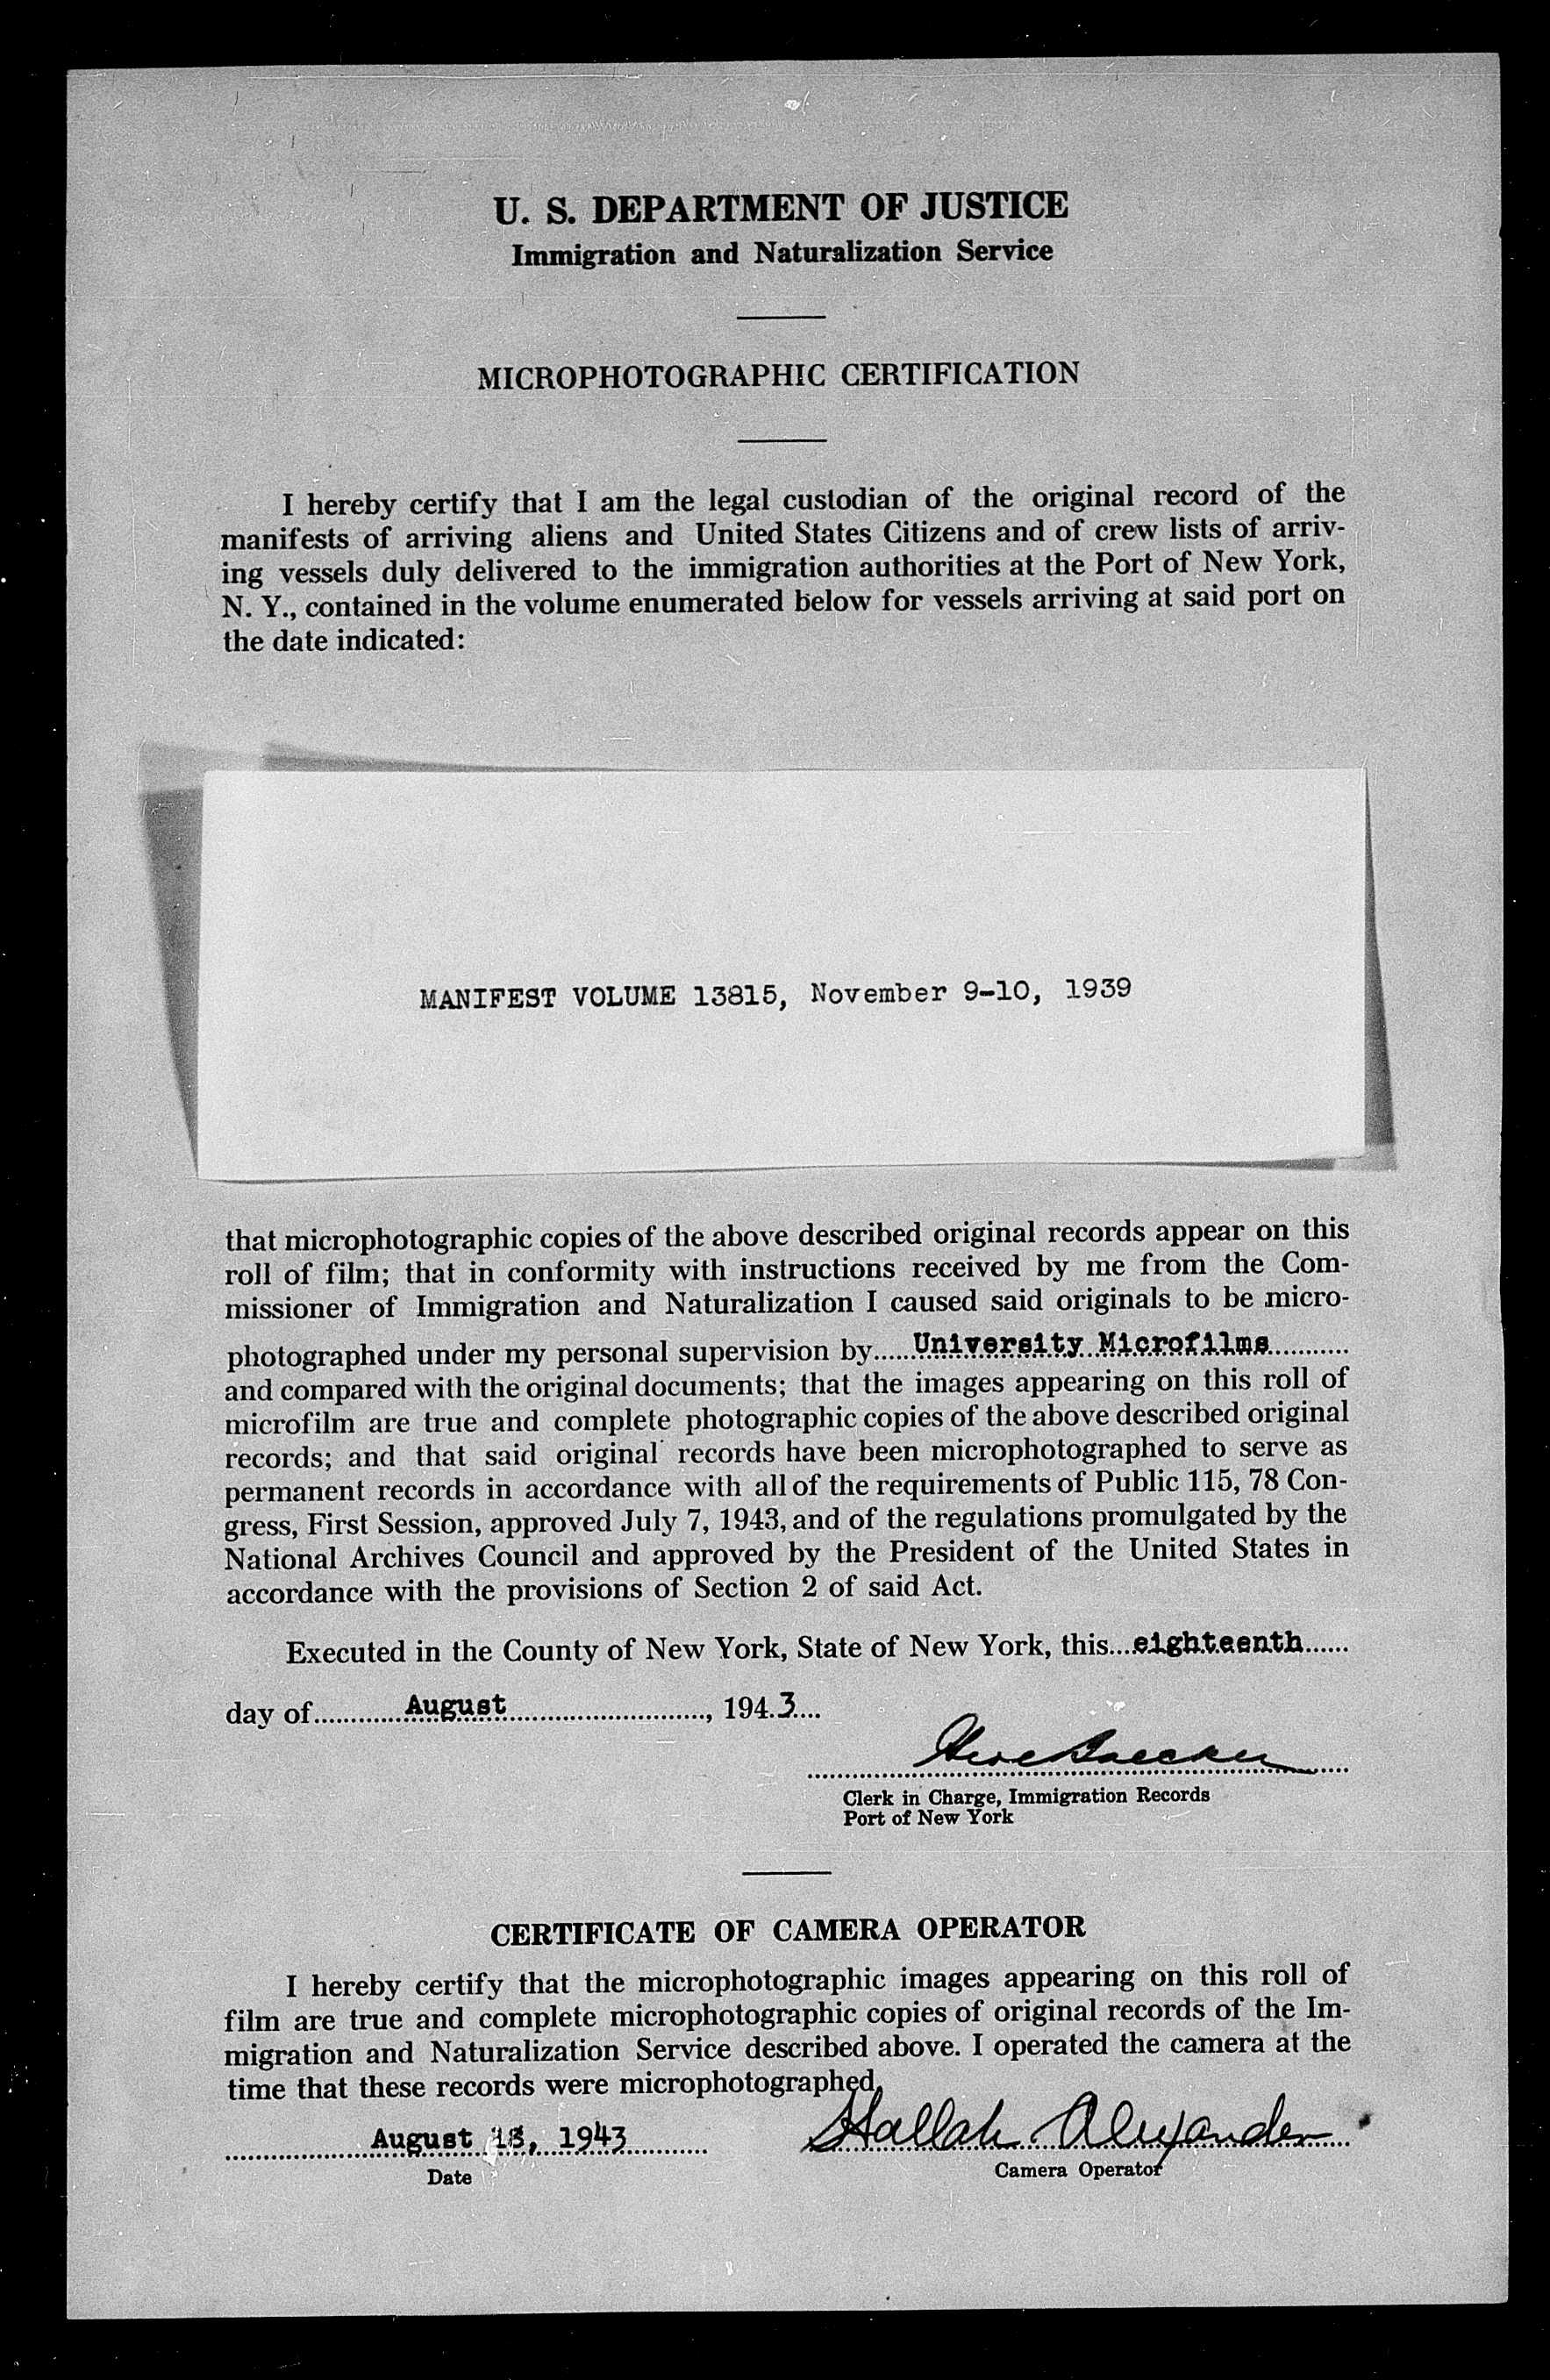 U. S. DEPARTMENT OF JUSTICE
Immigration and Naturalization Service
MICROPHOTOGRAPHIC CERTIFICATION
I hereby certify that I am the legal custodian of the original record of the
manifests of arriving aliens and United States Citizens and of crew lists of arriv-
ing vessels duly delivered to the immigration authorities at the Port of New York,
N. Y., contained in the volume enumerated below for vessels arriving at said port on
the date indicated:
MANIFEST VOLUME 13815, November 9-10, 1939
that microphotographic copies of the above described original records appear on this
roll of film; that in conformity with instructions received by me from the Com-
missioner of Immigration and Naturalization I caused said originals to be micro-
photographed under my personal supervision by......University Microfilms............
and compared with the original documents; that the images appearing on this roll of
microfilm are true and complete photographic copies of the above described original
records; and that said original records have been microphotographed to serve as
permanent records in accordance with all of the requirements of Public 115, 78 Con-
gress, First Session, approved July 7, 1943, and of the regulations promulgated by the
National Archives Council and approved by the President of the United States in
accordance with the provisions of Section 2 of said Act.
Executed in the County of New York, State of New York, this....eighteenth......
day of.............August.........................., 194.3....
Clerk in Charge, Immigration Records
Port of New York
CERTIFICATE OF CAMERA OPERATOR
I hereby certify that the microphotographic images appearing on this roll of
film are true and complete microphotographic copies of original records of the Im-
migration and Naturalization Service described above. I operated the camera at the
time that these records were microphotographed.
August 18, 1943 Hallah Alexander
Date Camera Operator